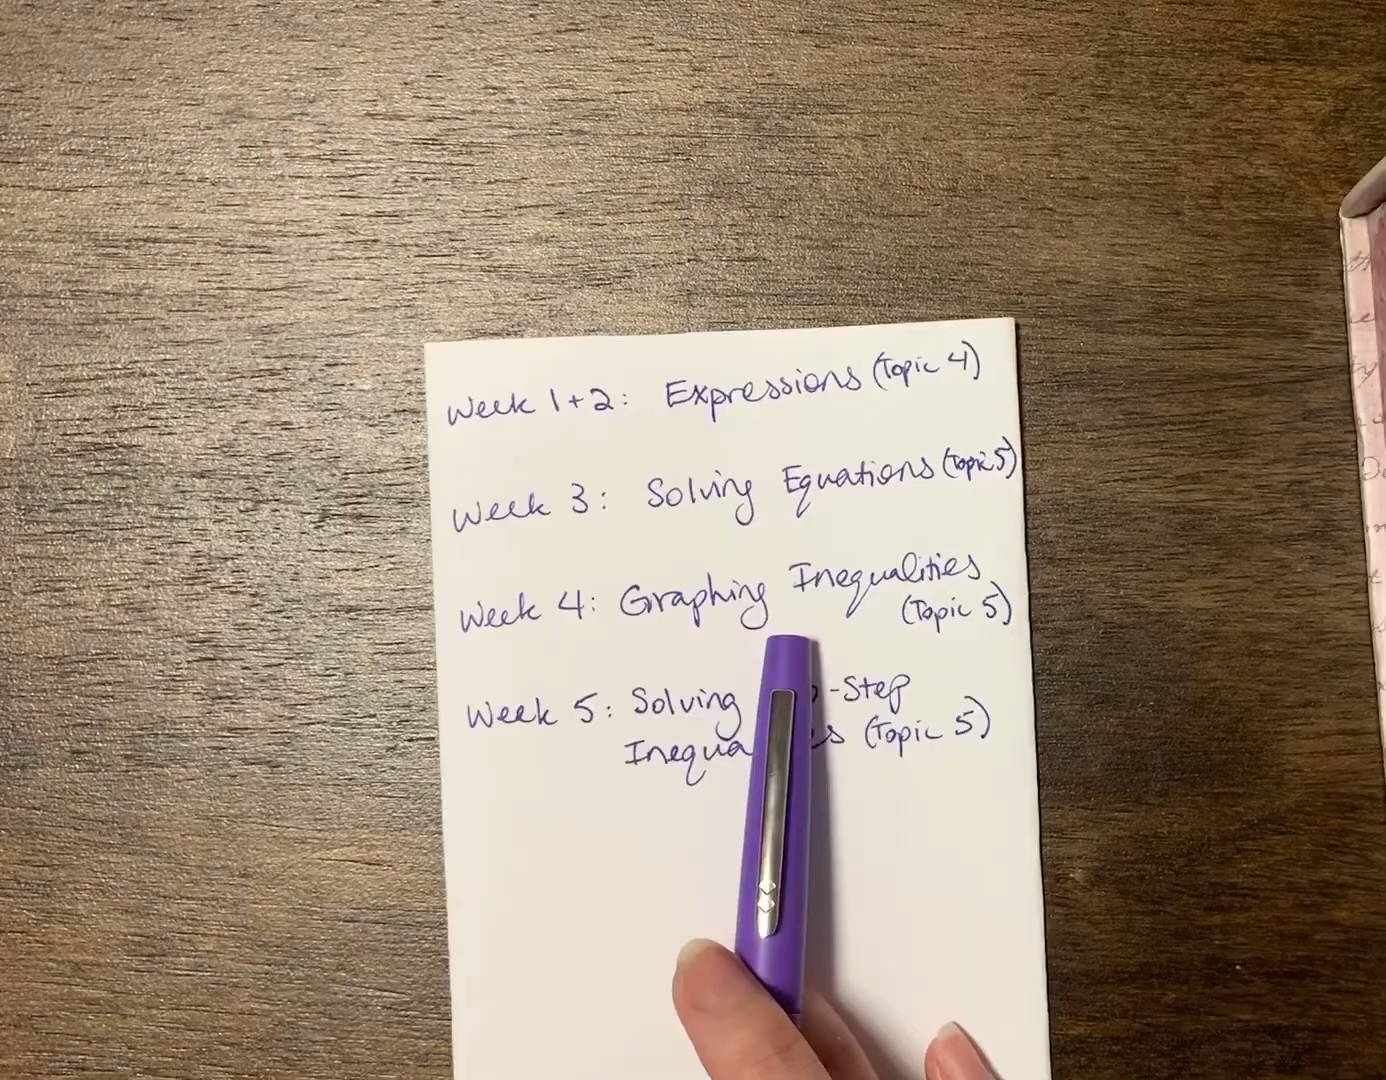 Week 1+2: Expressions (Topic 4)
Week 3: Solving Equations (Topic 5)
Week 4: Graphing Inequalities
(Topic 5)
Week 5: Solving -Step
(Topic 5)